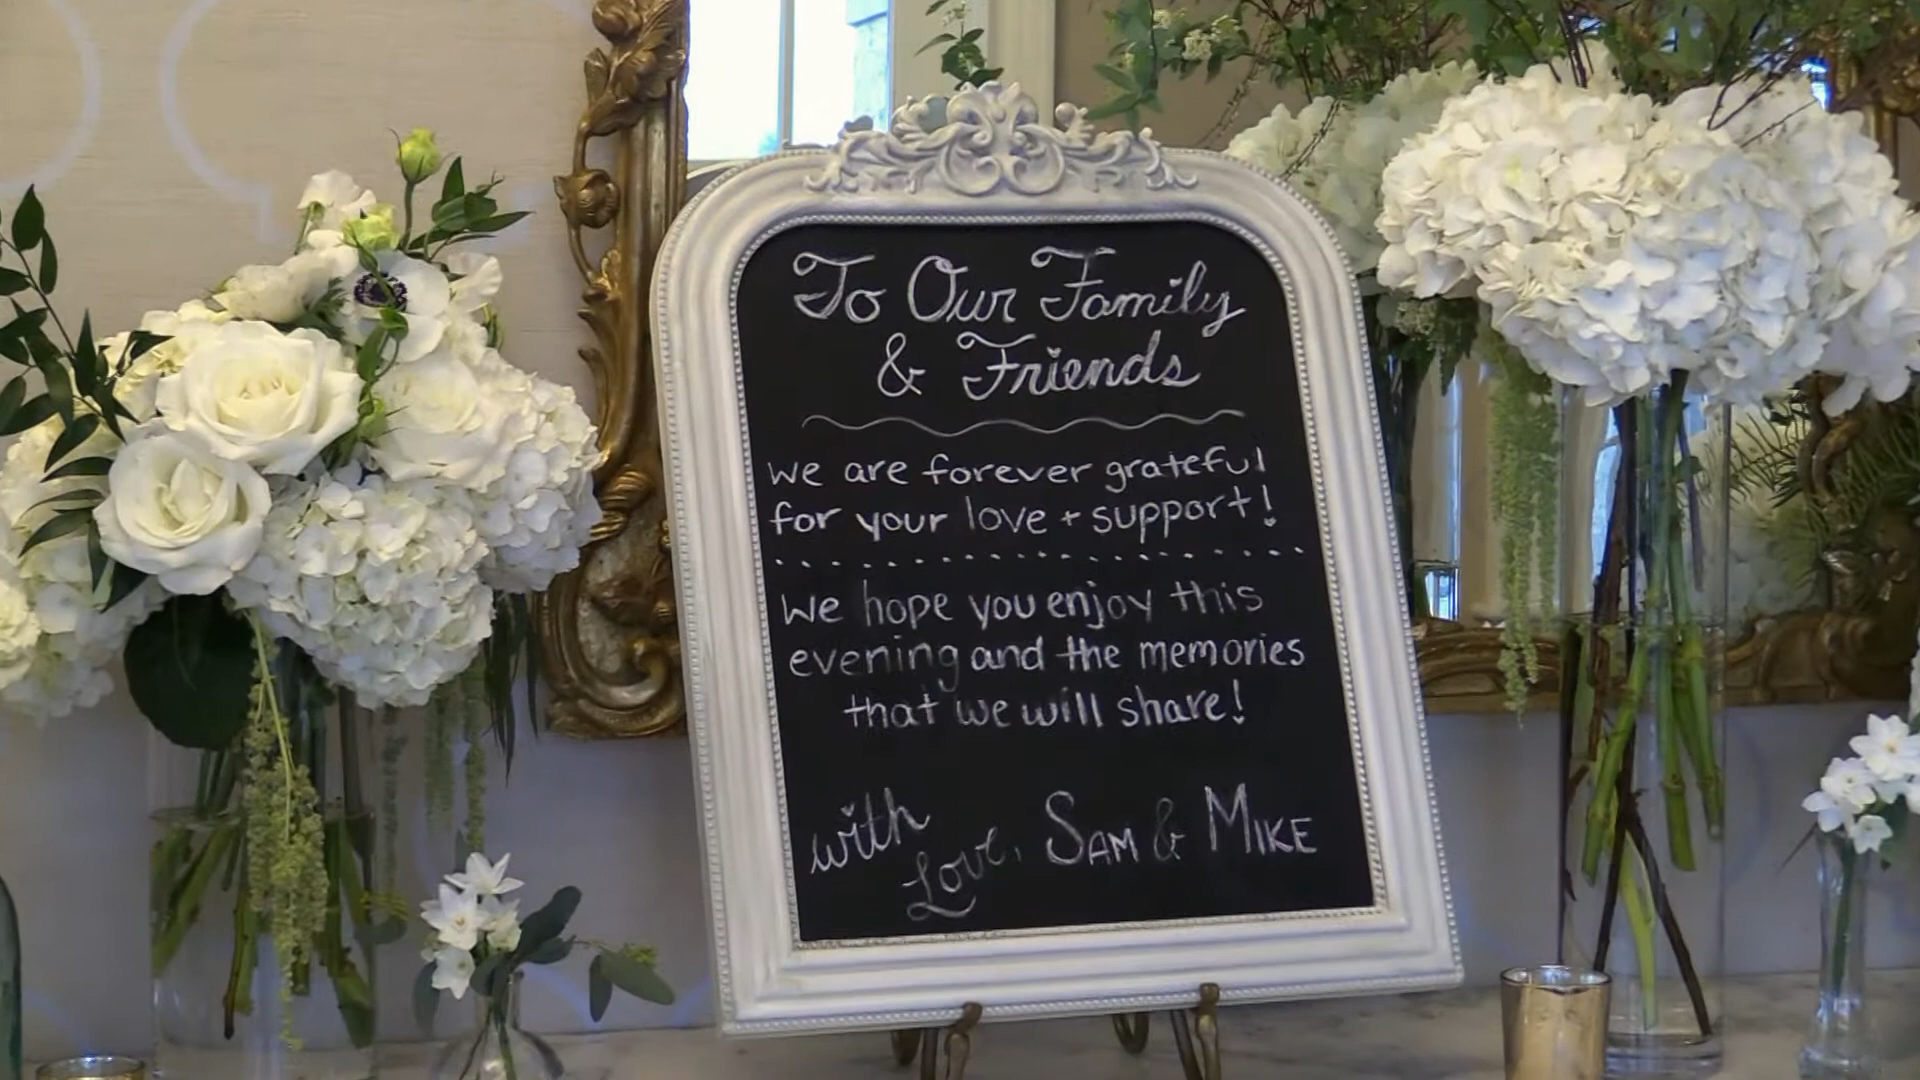 To Our Family
& Friends
we are forever grateful
for your love + support!
We hope you enjoy this
evening and the memories
that we will share!
with Love, SAM & MIKE